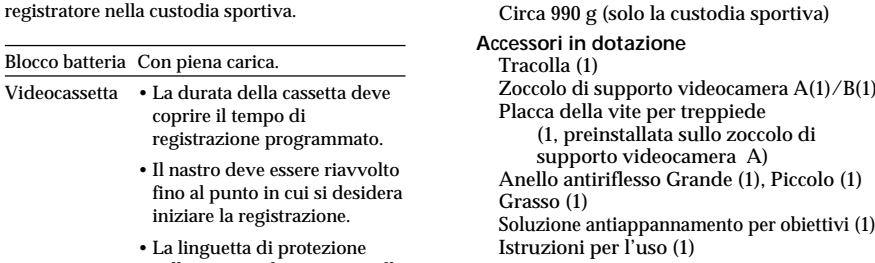 registratore nella custodia sportiva.
Blocco batteria Con piena carica.
Videocassetta • La durata della cassetta deve
coprire il tempo di
registrazione programmato.
• Il nastro deve essere riavvolto
fino al punto in cui si desidera
iniziare la registrazione.
• La linguetta di protezione
Circa 990 g (solo la custodia sportiva)
Accessori in dotazione
Tracolla (1)
Zoccolo di supporto videocamera A(1)/B(1)
Placca della vite per treppiede
(1, preinstallata sullo zoccolo di
supporto videocamera A)
Anello antiriflesso Grande (1), Piccolo (1)
Grasso (1)
Soluzione antiappannamento per obiettivi (1)
Istruzioni per l'uso (1)